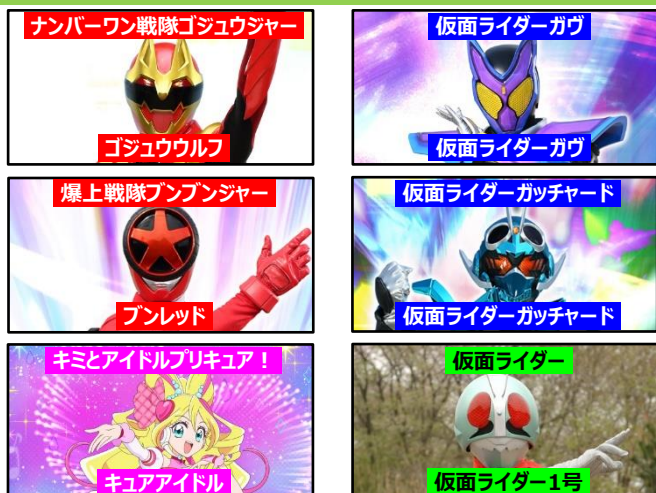 ナンバーワン戦隊ゴジュウジャー
ゴジュウウルフ
仮面ライダーガヴ
仮面ライダーガヴ
爆上戦隊ブンブンジャー
ブンレッド
仮面ライダーガッチャード
仮面ライダーガッチャード
キミとアイドルプリキュア！
キュアアイドル
仮面ライダー
仮面ライダー1号